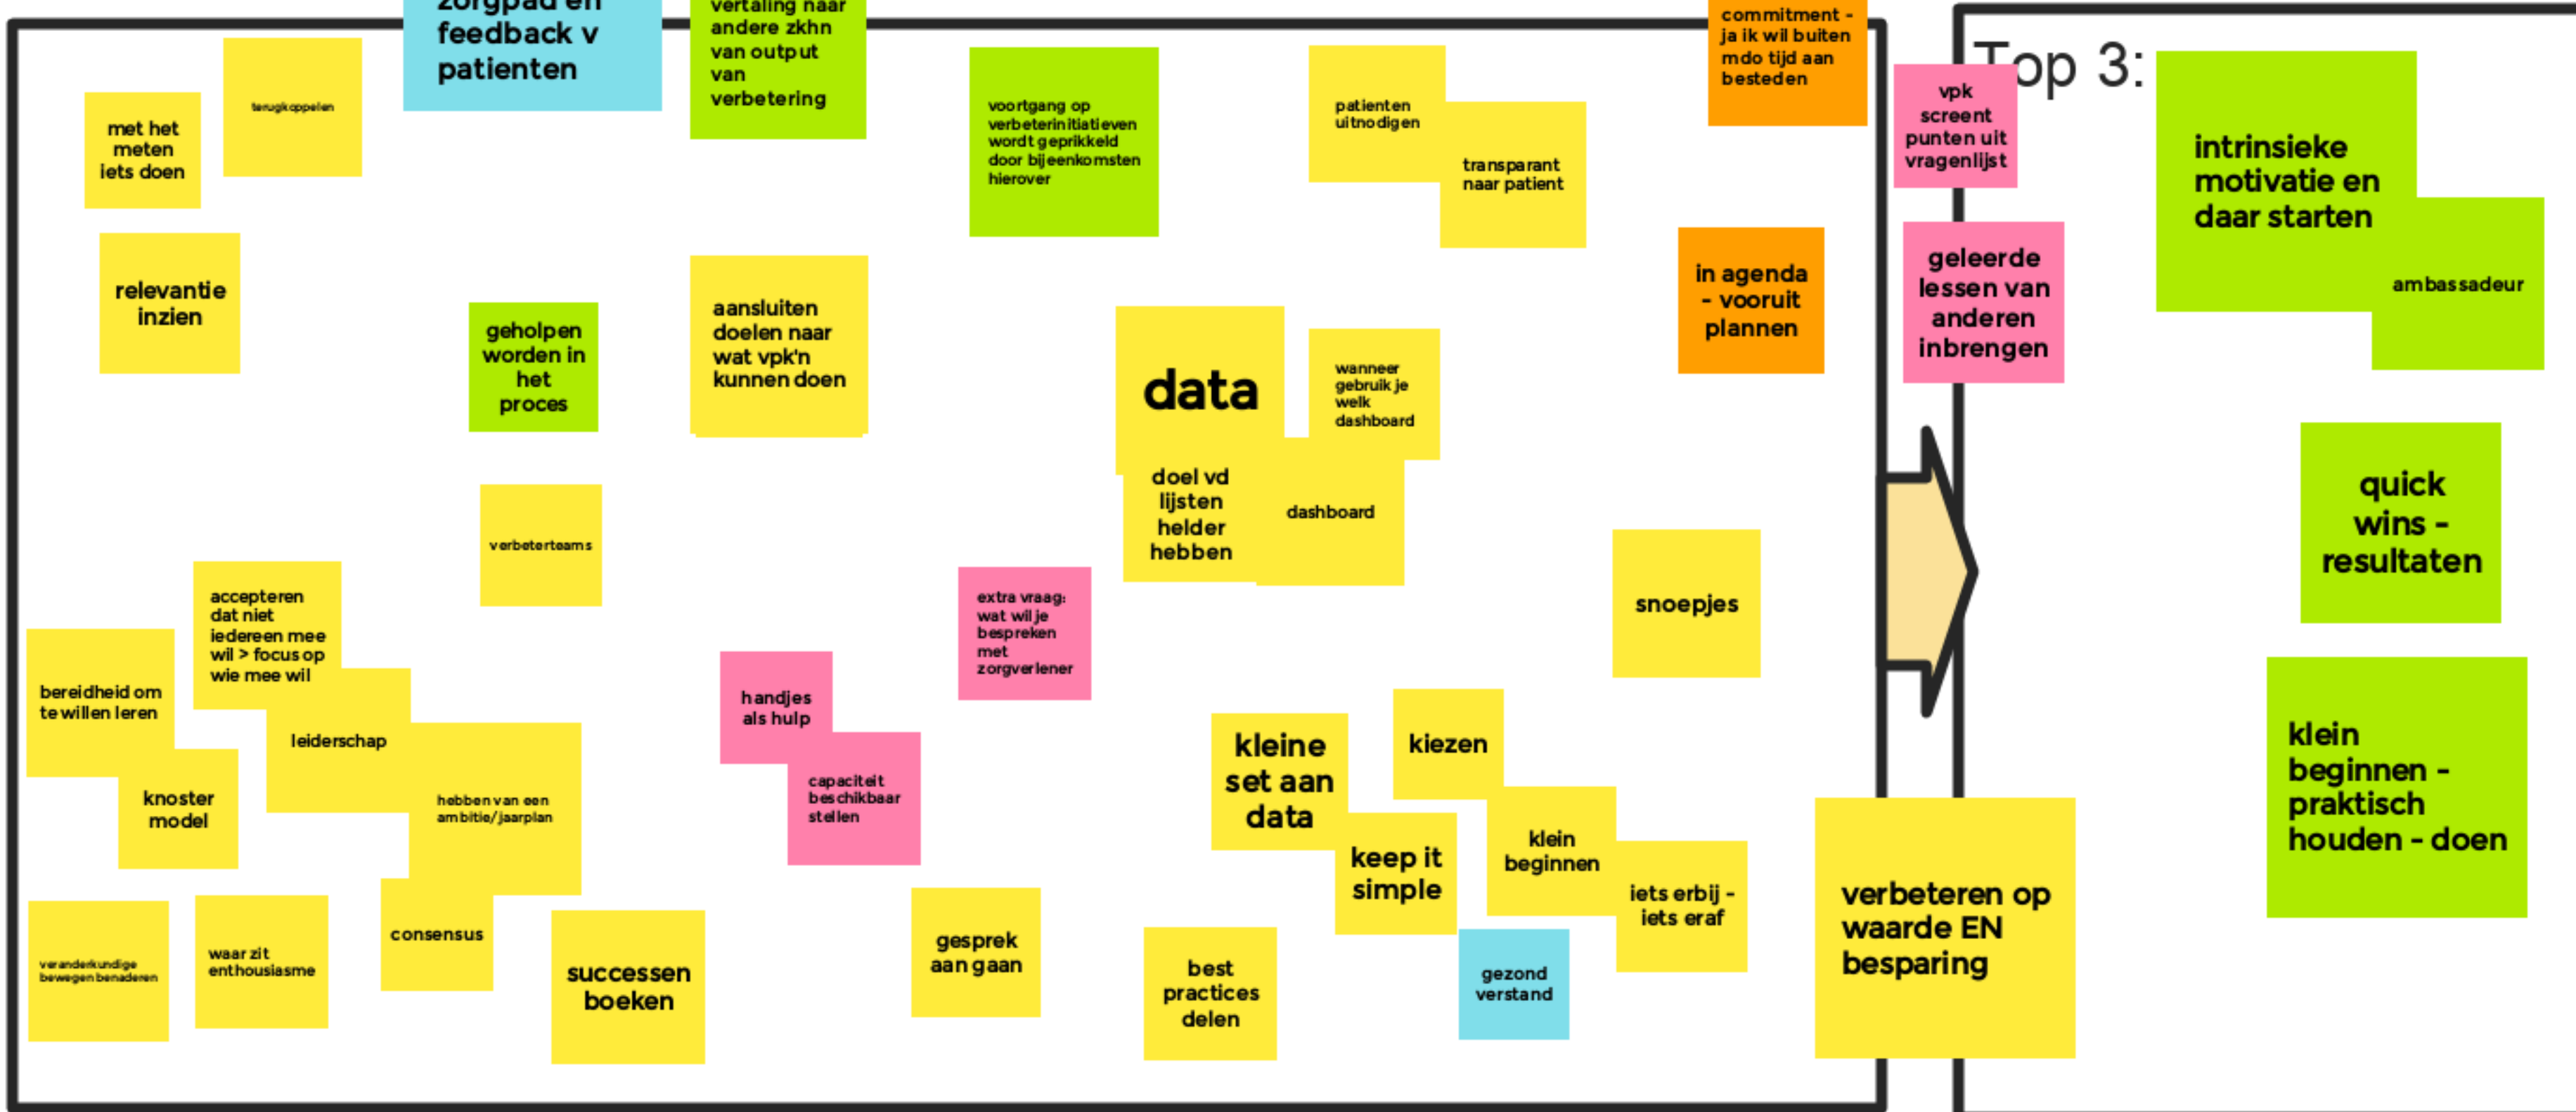 zorgpad en
feedback v
patienten
vertaling naar
andere zkhn
van output
van
verbetering
commitment -
ja ik wil buiten
mdo tijd aan
besteden
terugkoppelen
met het
meten
iets doen
voortgang op
verbeterinitiatieven
wordt geprikkeld
door bijeenkomsten
hierover
patienten
uitnodigen
transparant
naar patient
vpk
screent
punten uit
vragenlijst
Top 3:
intrinsieke
motivatie en
daar starten
ambassadeur
relevantie
inzien
geholpen
worden in
het
proces
aansluiten
doelen naar
wat vpk'n
kunnen doen
data
wanneer
gebruik je
welk
dashboard
doel vd
lijsten
helder
hebben
dashboard
in agenda
- vooruit
plannen
geleerde
lessen van
anderen
inbrengen
quick
wins -
resultaten
verbeterteams
extra vraag:
wat wil je
bespreken
met
zorgverlener
snoepjes
accepteren
dat niet
iedereen mee
wil > focus op
wie mee wil
bereidheid om
te willen leren
leiderschap
knoster
model
hebben van een
ambitie/jaarplan
handjes
als hulp
capaciteit
beschikbaar
stellen
kleine
set aan
data
kiezen
keep it
simple
klein
beginnen
iets erbij -
iets eraf
klein
beginnen -
praktisch
houden - doen
veranderkundige
bewegen benaderen
waar zit
enthousiasme
consensus
successen
boeken
gesprek
aan gaan
best
practices
delen
gezond
verstand
verbeteren op
waarde EN
besparing